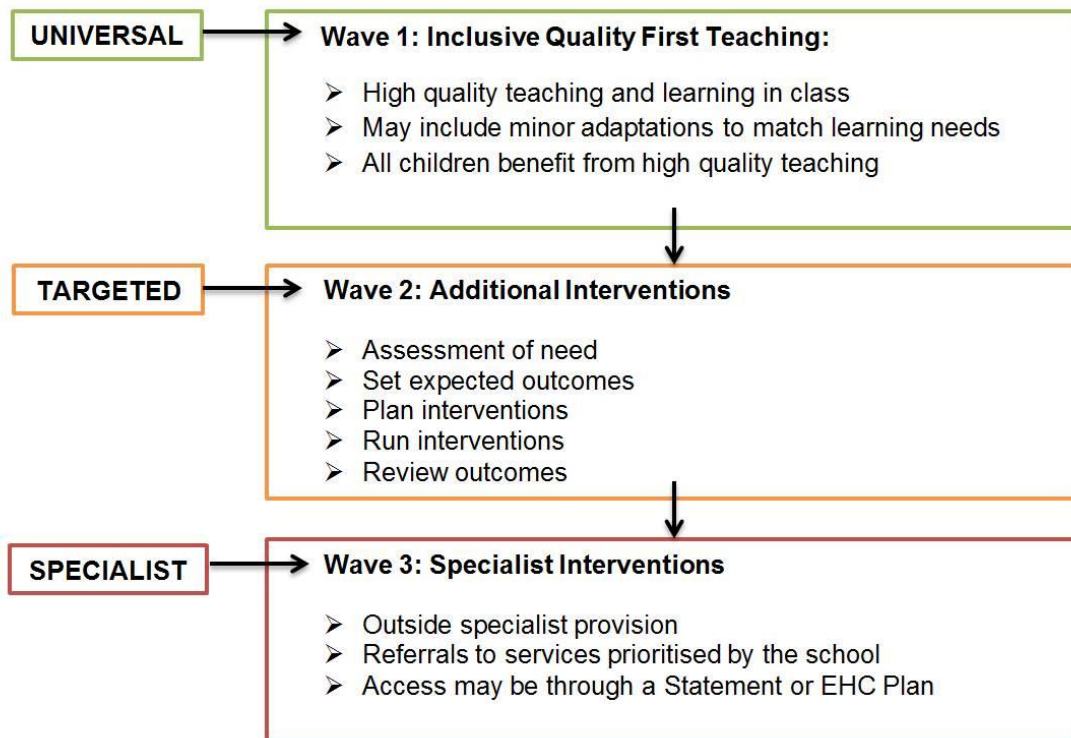 UNIVERSAL
Wave 1: Inclusive Quality First Teaching:
➤ High quality teaching and learning in class
➤ May include minor adaptations to match learning needs
➤ All children benefit from high quality teaching
TARGETED
Wave 2: Additional Interventions
➤ Assessment of need
➤ Set expected outcomes
➤ Plan interventions
➤ Run interventions
➤ Review outcomes
SPECIALIST
Wave 3: Specialist Interventions
➤ Outside specialist provision
➤ Referrals to services prioritised by the school
➤ Access may be through a Statement or EHC Plan